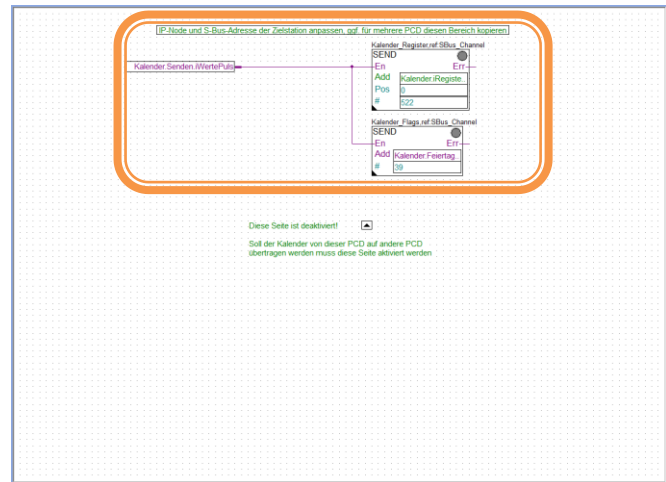 IP-Node und S-Bus-Adresse der Zielstation anpassen, ggf. für mehrere PCD diesen Bereich kopieren
Kalender_Register,ref:SBus_Channel
SEND
Kalender.Senden.iWertePuls
En Err
Add Kalender.iRegiste...
Pos 0
# 522
Kalender_Flags,ref:SBus_Channel
SEND
En Err
Add Kalender.Feiertag...
# 39
Diese Seite ist deaktiviert!
Soll der Kalender von dieser PCD auf andere PCD
übertragen werden muss diese Seite aktiviert werden